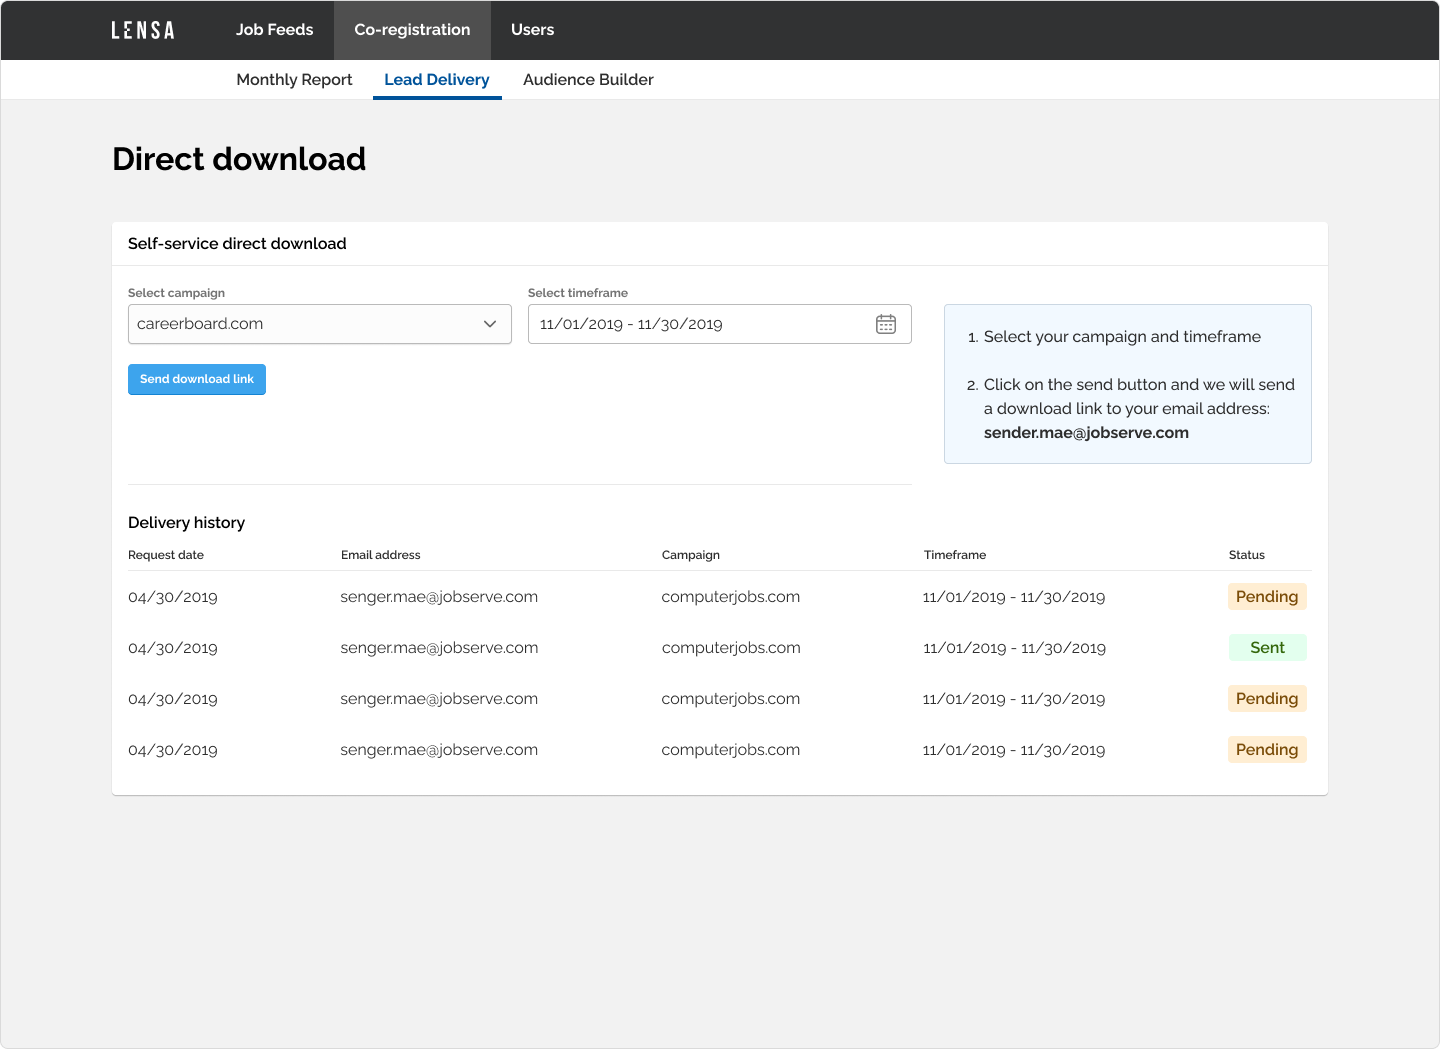 LENSA Job Feeds Co-registration Users
Monthly Report Lead Delivery Audience Builder
Direct download
Self-service direct download
Select campaign Select timeframe
careerboard.com 11/01/2019 - 11/30/2019
Send download link
1. Select your campaign and timeframe
2. Click on the send button and we will send
a download link to your email address:
sender.mae@jobserve.com
Delivery history
Request date Email address Campaign Timeframe Status
04/30/2019 senger.mae@jobserve.com computerjobs.com 11/01/2019 - 11/30/2019 Pending
04/30/2019 senger.mae@jobserve.com computerjobs.com 11/01/2019 - 11/30/2019 Sent
04/30/2019 senger.mae@jobserve.com computerjobs.com 11/01/2019 - 11/30/2019 Pending
04/30/2019 senger.mae@jobserve.com computerjobs.com 11/01/2019 - 11/30/2019 Pending